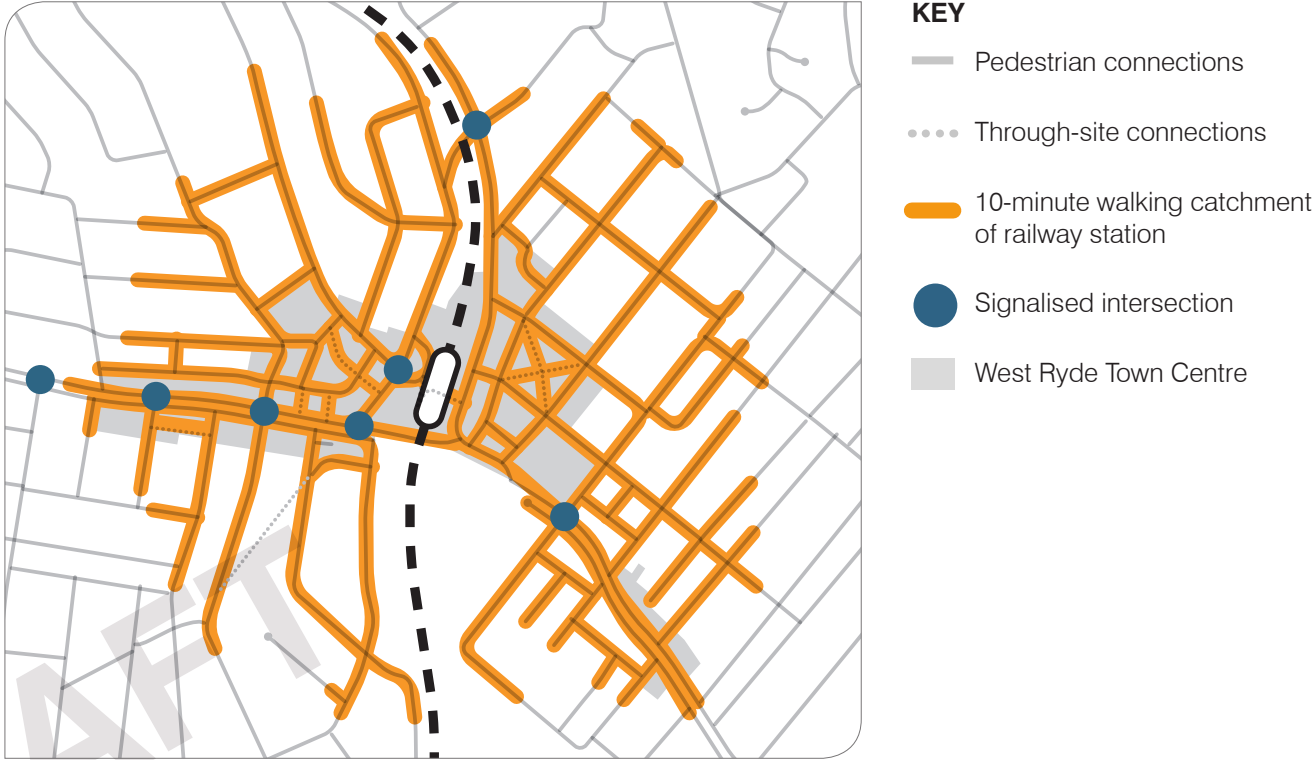 KEY
Pedestrian connections
Through-site connections
10-minute walking catchment
of railway station
Signalised intersection
West Ryde Town Centre
AFT